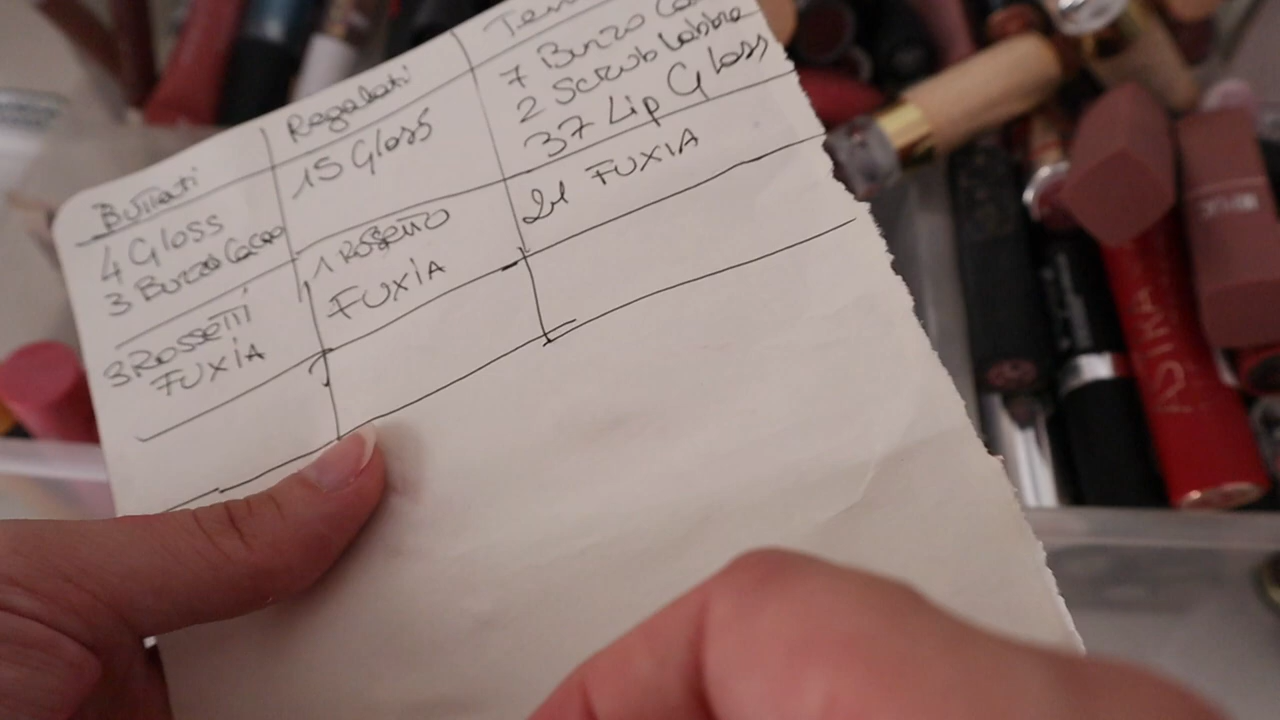 Buttati
Regalati
4 Gloss
3 Burro Cacao
15 Gloss
7 Burro
2 Scrub labbra
37 Lip Gloss
3 ROSSETTI
FUXIA
1 ROSSETTO
FUXIA
21 FUXIA
ASTRA